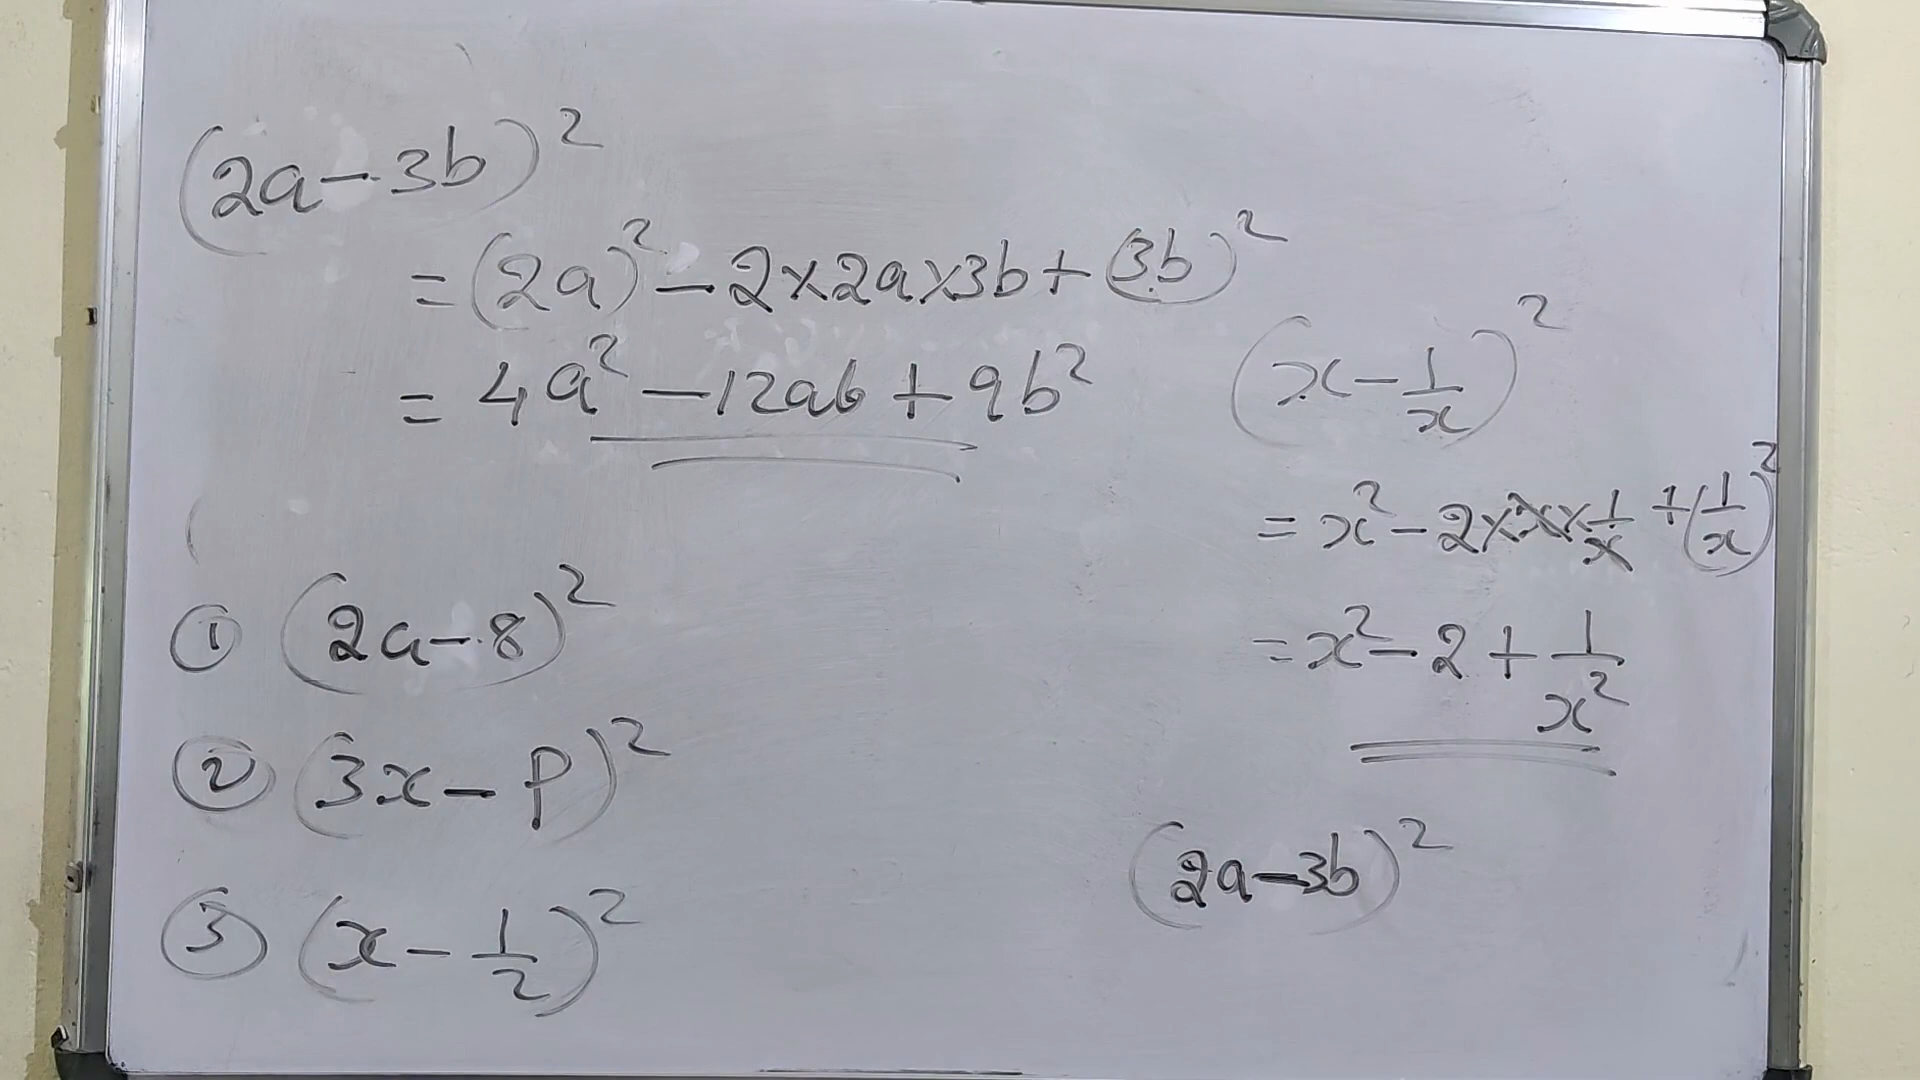 (2a-3b)²
= (2a)² - 2×2a×3b + (3b)²
= 4a² - 12ab + 9b²
① (2a-8)²
② (3x-p)²
③ (x - 1/2)²
(x - 1/x)²
= x² - 2×x×1/x + (1/x)²
= x² - 2 + 1/x²
(2a-3b)²